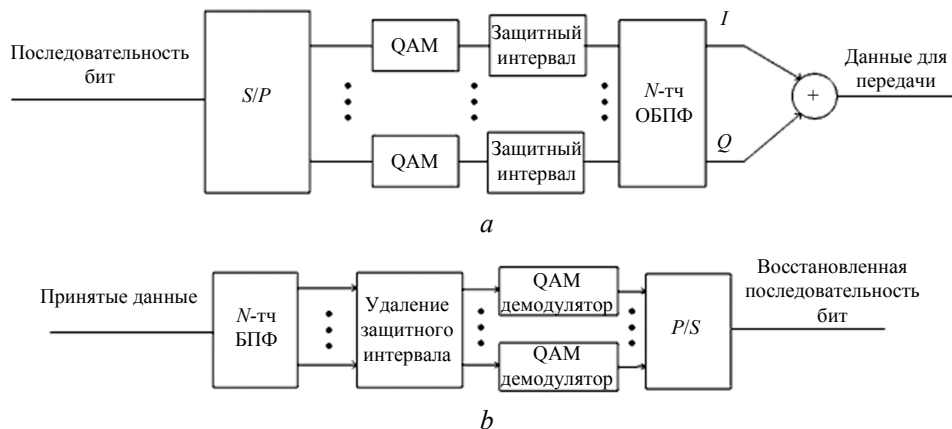 Последовательность
бит
S/P
QAM
Защитный
интервал
QAM
Защитный
интервал
N-тч
ОБПФ
I
Q
+
Данные для
передачи
a
Принятые данные
N-тч
БПФ
Удаление
защитного
интервала
QAM
демодулятор
QAM
демодулятор
P/S
Восстановленная
последовательность
бит
b